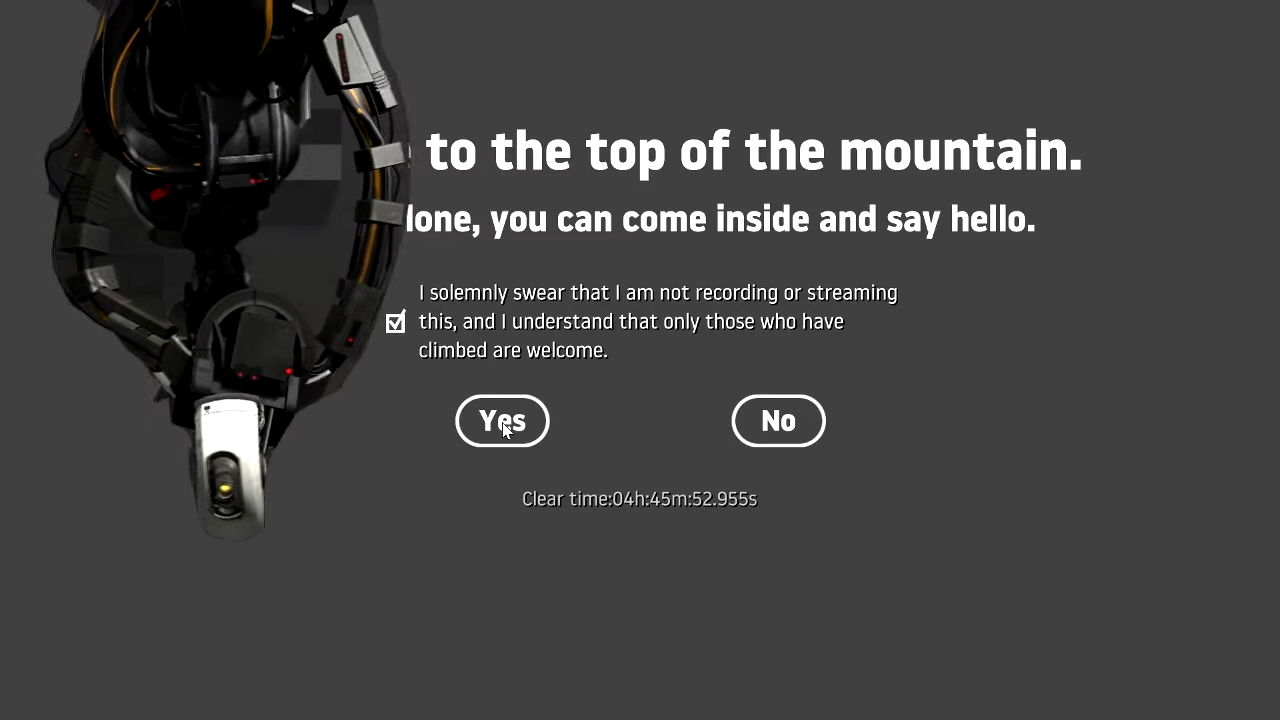 to the top of the mountain.
lone, you can come inside and say hello.
I solemnly swear that I am not recording or streaming
this, and I understand that only those who have
climbed are welcome.
Yes
No
Clear time:04h:45m:52.955s